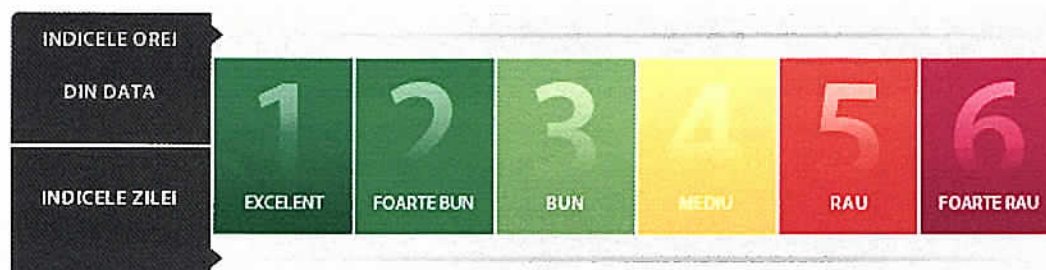 INDICELE OREI
DIN DATA
INDICELE ZILEI
1 2 3 4 5 6
EXCELENT FOARTE BUN BUN MEDIU RAU FOARTE RAU